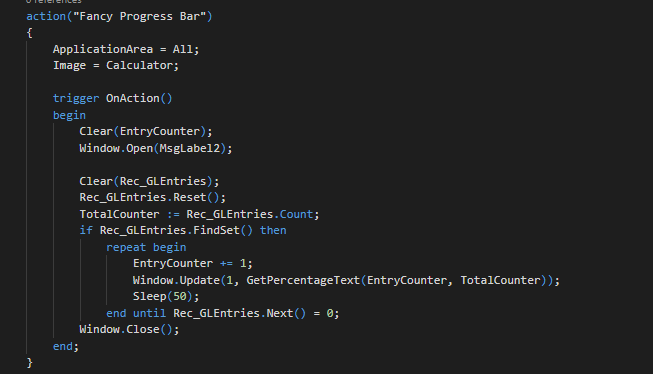 0 references
action("Fancy Progress Bar")
{
    ApplicationArea = All;
    Image = Calculator;

    trigger OnAction()
    begin
        Clear(EntryCounter);
        Window.Open(MsgLabel2);

        Clear(Rec_GLEntries);
        Rec_GLEntries.Reset();
        TotalCounter := Rec_GLEntries.Count;
        if Rec_GLEntries.FindSet() then
            repeat begin
                EntryCounter += 1;
                Window.Update(1, GetPercentageText(EntryCounter, TotalCounter));
                Sleep(50);
            end until Rec_GLEntries.Next() = 0;
        Window.Close();
    end;
}